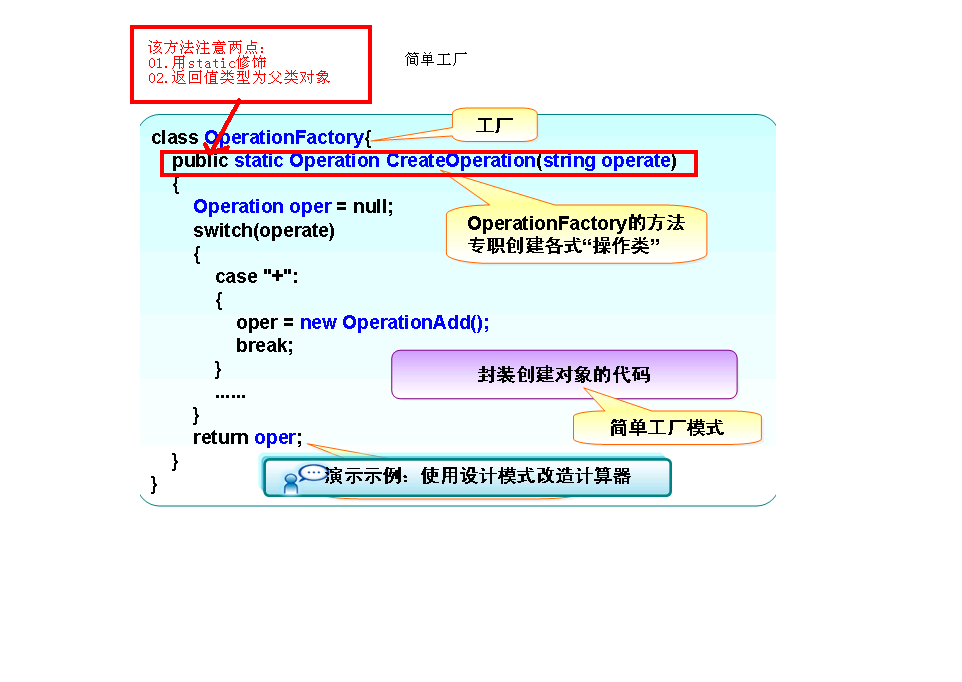 该方法注意两点:
01.用static修饰
02.返回值类型为父类对象
简单工厂
工厂
class OperationFactory{
public static Operation CreateOperation(string operate)
{
Operation oper = null;
OperationFactory的方法
专职创建各式“操作类”
switch(operate)
{
case "+":
{
oper = new OperationAdd();
break;
}
封装创建对象的代码
......
}
简单工厂模式
return oper;
}
演示示例：使用设计模式改造计算器
}